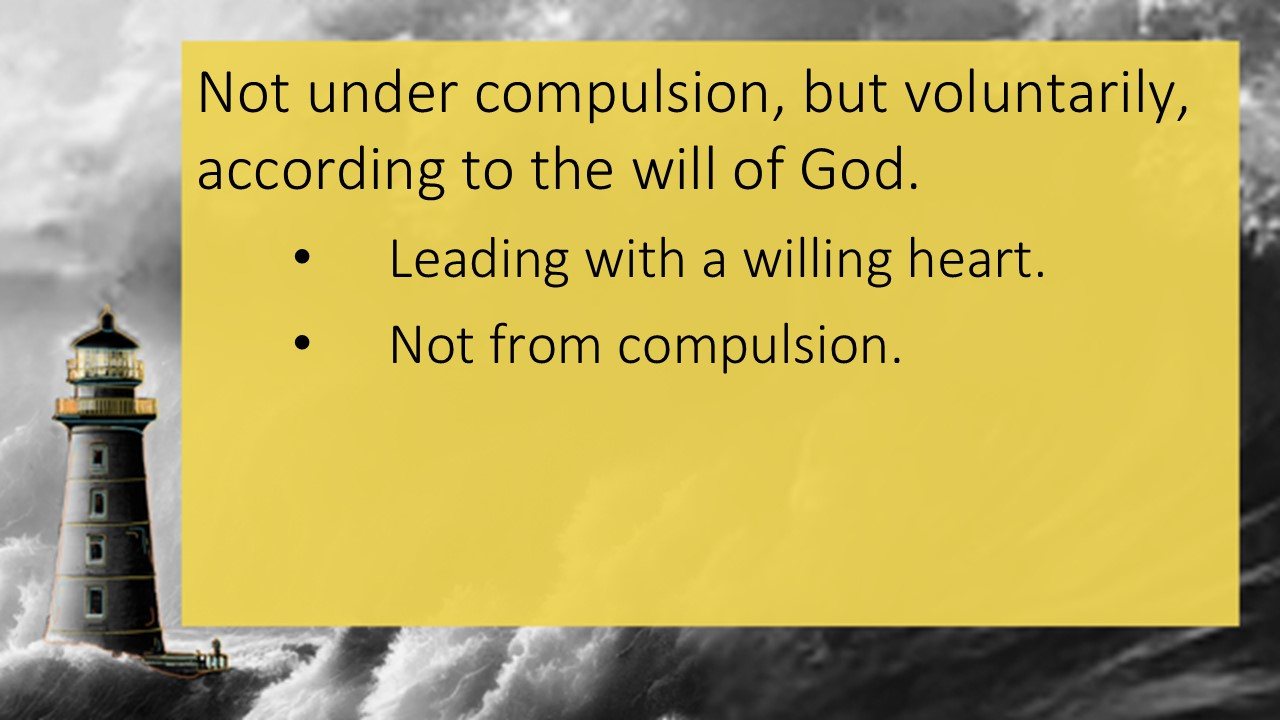 Not under compulsion, but voluntarily,
according to the will of God.
• Leading with a willing heart.
• Not from compulsion.